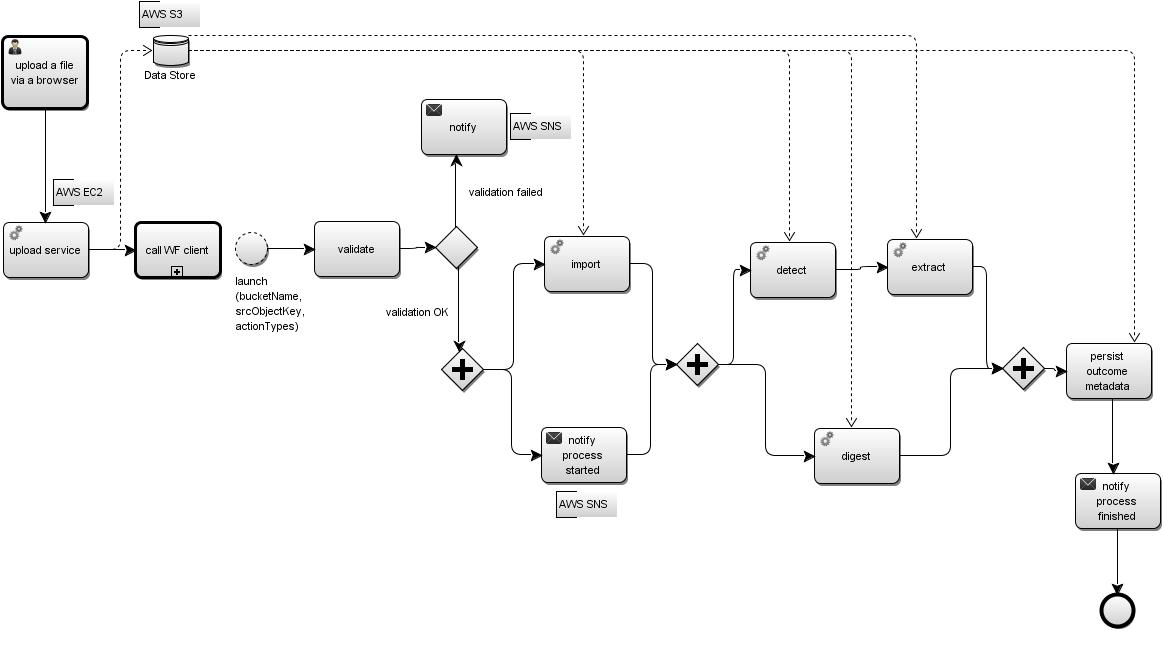 AWS S3
upload a file
via a browser
Data Store
notify
AWS SNS
AWS EC2
validation failed
upload service
call WF client
validate
launch
(bucketName,
srcObjectKey,
actionTypes)
validation OK
import
detect
extract
notify
process
started
AWS SNS
digest
persist
outcome
metadata
notify
process
finished